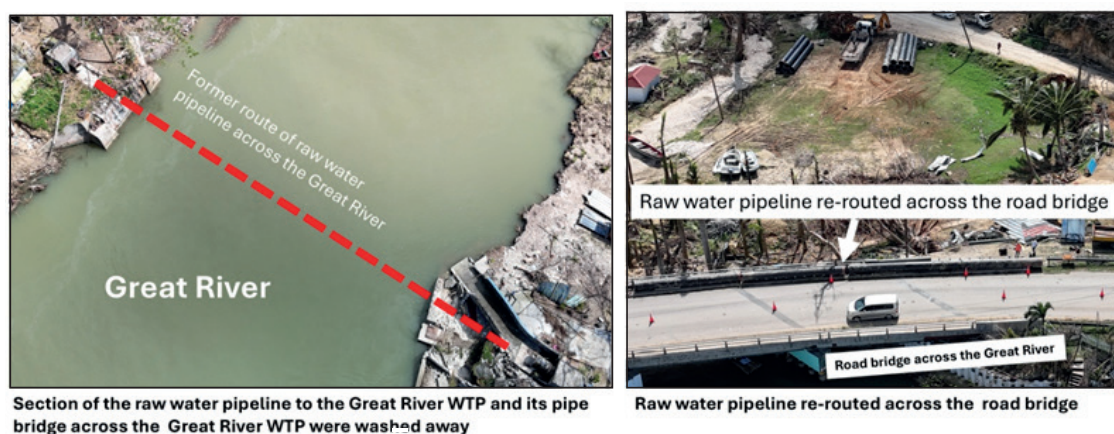 Former route of raw water
pipeline across the Great River
Great River
Section of the raw water pipeline to the Great River WTP and its pipe
bridge across the Great River WTP were washed away
Raw water pipeline re-routed across the road bridge
Road bridge across the Great River
Raw water pipeline re-routed across the road bridge